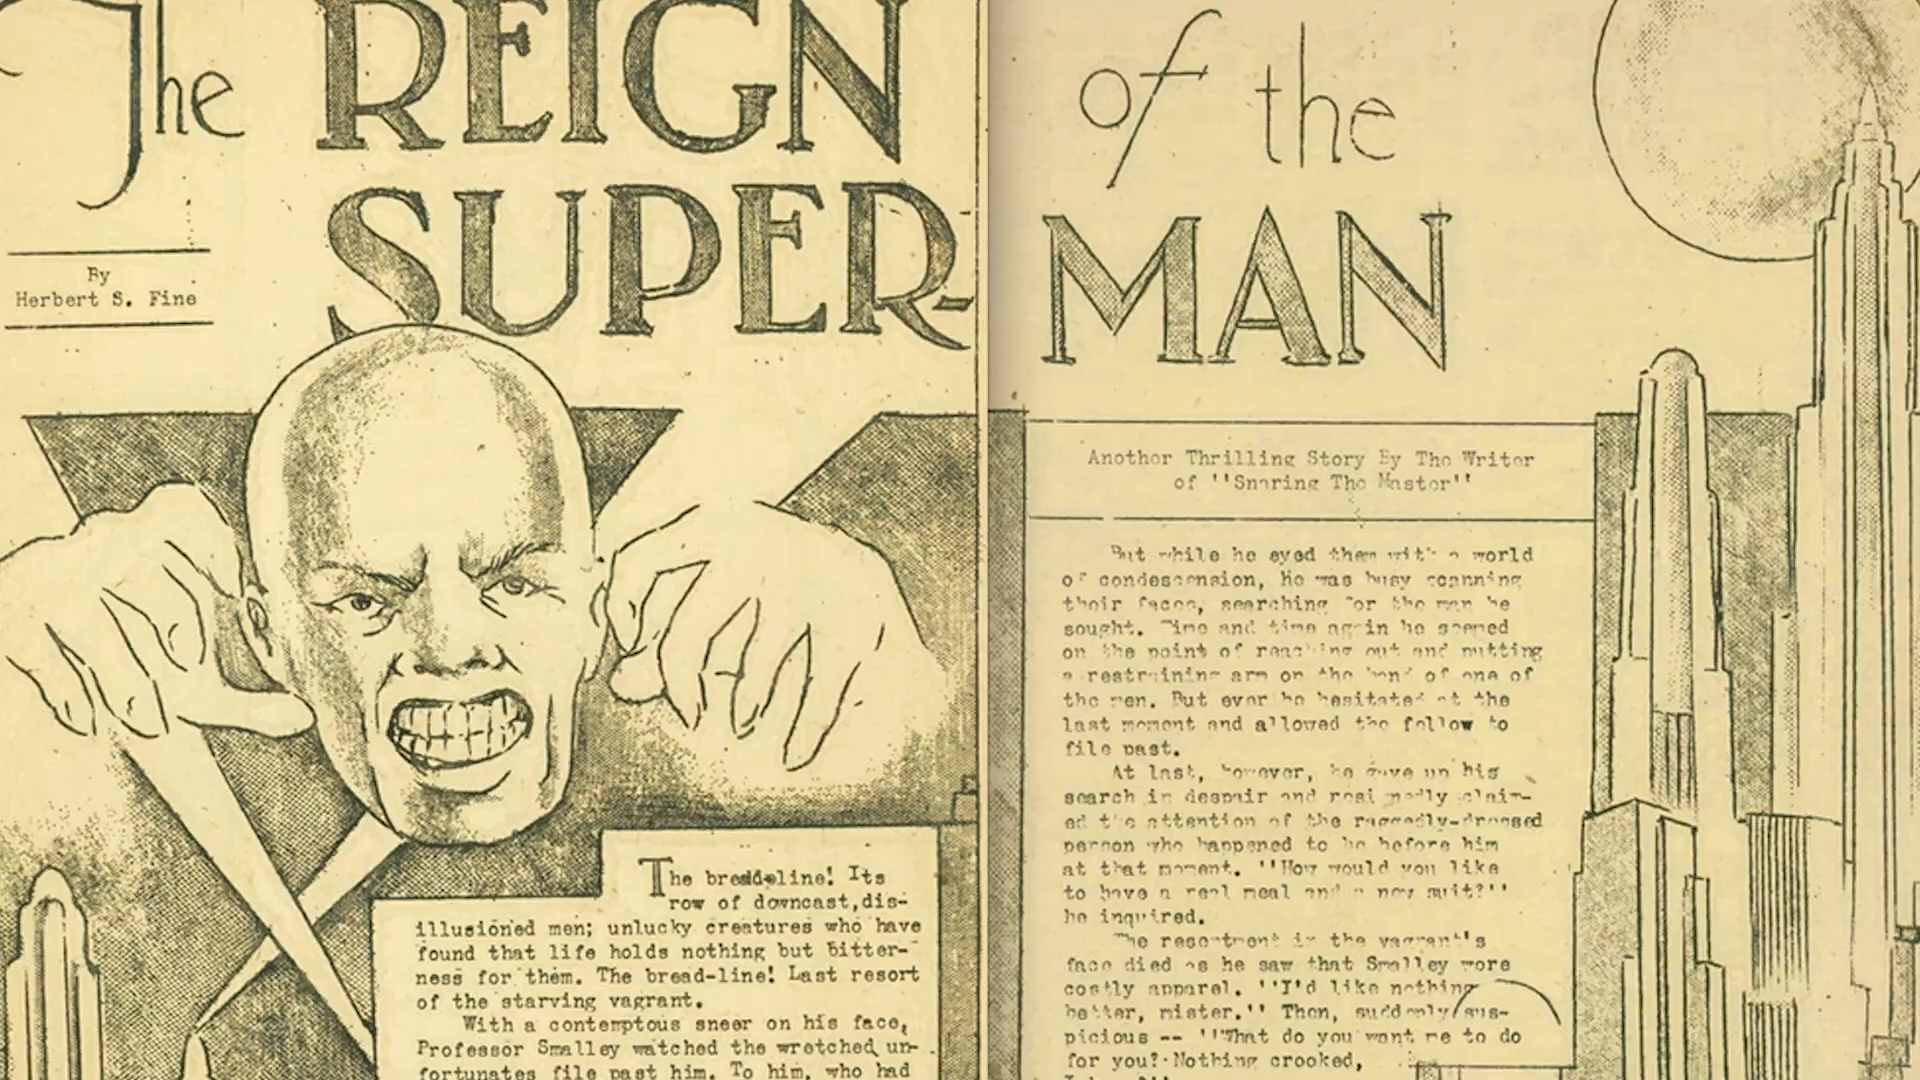 The REIGN of the
SUPER-MAN
By
Herbert S. Fine
The breadline! Its
row of downcast,dis-
illusioned men; unlucky creatures who have
found that life holds nothing but bitter-
ness for them. The bread-line! Last resort
of the starving vagrant.
With a contemptous sneer on his face,
Professor Smalley watched the wretched un-
fortunates file past him. To him, who had
Another Thrilling Story By The Writer
of ''Snaring The Master''
But while he eyed them with a world
of condescension, He was busy scanning
their faces, searching for the man he
sought. Time and time again he seemed
on the point of reaching out and putting
a restraining arm on the hand of one of
the men. But ever he hesitated at the
last moment and allowed the fellow to
file past.
At last, however, he gave up his
search in despair and resignedly claim-
ed the attention of the raggedly-dressed
person who happened to be before him
at that moment. ''How would you like
to have a real meal and a new suit?''
he inquired.
The resentment in the vagrant's
face died as he saw that Smalley wore
costly apparel. ''I'd like nothing
better, mister.'' Then, suddenly sus-
picious -- ''What do you want me to do
for you? Nothing crooked,